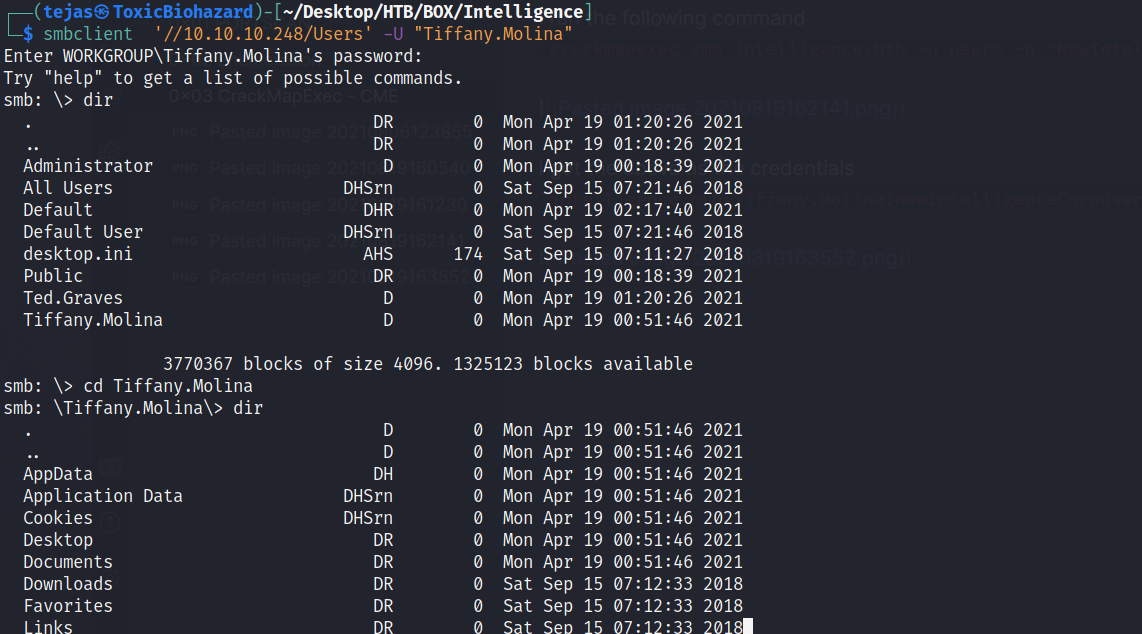 ┌──(tejas㉿ToxicBiohazard)-[~/Desktop/HTB/BOX/Intelligence]
└─$ smbclient  '//10.10.10.248/Users' -U "Tiffany.Molina"
the following command
Enter WORKGROUP\Tiffany.Molina's password:
Try "help" to get a list of possible commands.
smb: \> dir
0x03 CrackMapExec - CME
  .                                  DR        0  Mon Apr 19 01:20:26 2021
  ..                                 DR        0  Mon Apr 19 01:20:26 2021
  Administrator                       D        0  Mon Apr 19 00:18:39 2021
credentials
  All Users                       DHSrn        0  Sat Sep 15 07:21:46 2018
  Default                           DHR        0  Mon Apr 19 02:17:40 2021
  Default User                    DHSrn        0  Sat Sep 15 07:21:46 2018
  desktop.ini                       AHS      174  Sat Sep 15 07:11:27 2018
  Public                             DR        0  Mon Apr 19 00:18:39 2021
  Ted.Graves                          D        0  Mon Apr 19 01:20:26 2021
  Tiffany.Molina                      D        0  Mon Apr 19 00:51:46 2021
                3770367 blocks of size 4096. 1325123 blocks available
smb: \> cd Tiffany.Molina
smb: \Tiffany.Molina\> dir
  .                                   D        0  Mon Apr 19 00:51:46 2021
  ..                                  D        0  Mon Apr 19 00:51:46 2021
  AppData                            DH        0  Mon Apr 19 00:51:46 2021
  Application Data                DHSrn        0  Mon Apr 19 00:51:46 2021
  Cookies                         DHSrn        0  Mon Apr 19 00:51:46 2021
  Desktop                            DR        0  Mon Apr 19 00:51:46 2021
  Documents                          DR        0  Mon Apr 19 00:51:46 2021
  Downloads                          DR        0  Sat Sep 15 07:12:33 2018
  Favorites                          DR        0  Sat Sep 15 07:12:33 2018
  Links                              DR        0  Sat Sep 15 07:12:33 2018